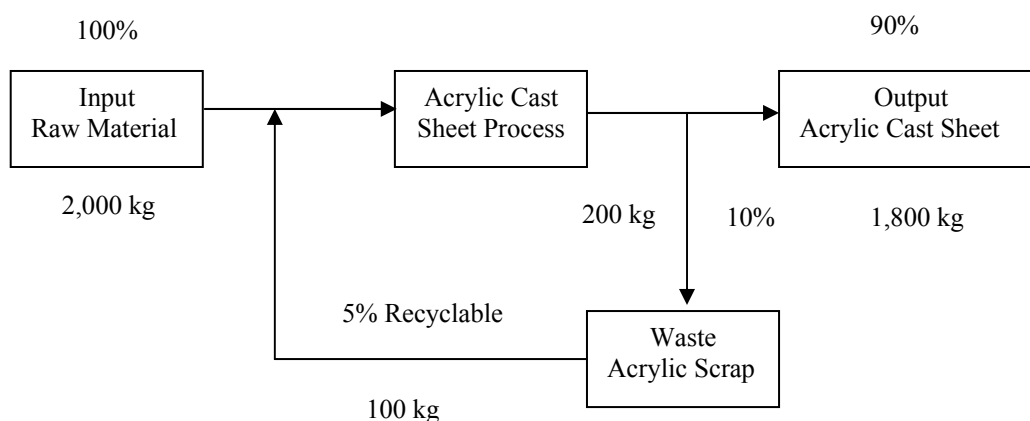 100%
90%
Input
Raw Material
Acrylic Cast
Sheet Process
Output
Acrylic Cast Sheet
2,000 kg
200 kg
10%
1,800 kg
5% Recyclable
Waste
Acrylic Scrap
100 kg